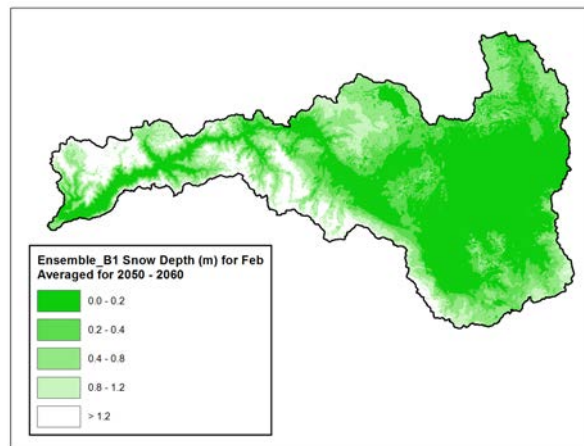 Ensemble_B1 Snow Depth (m) for Feb
Averaged for 2050 - 2060
0.0 - 0.2
0.2 - 0.4
0.4 - 0.8
0.8 - 1.2
> 1.2